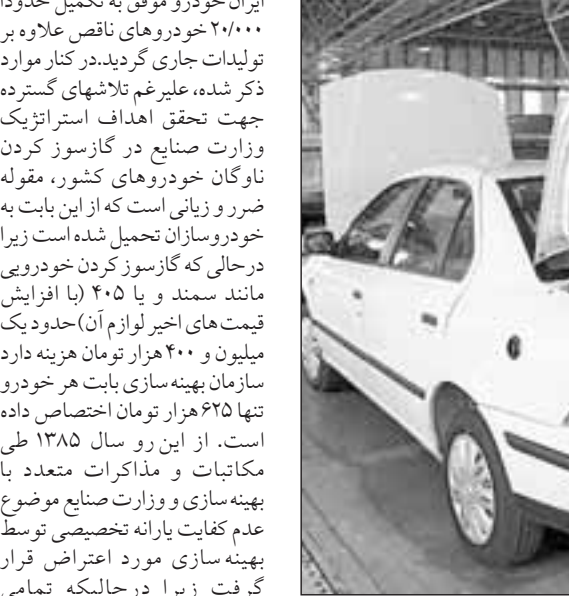 ایران خودرو موفق به تکمیل حدودا
۲۰/۰۰۰ خودروهای ناقص علاوه بر
تولیدات جاری گردید.در کنار موارد
ذکر شده، علیرغم تلاشهای گسترده
جهت تحقق اهداف استراتژیک
وزارت صنایع در گازسوز کردن
ناوگان خودروهای کشور، مقوله
ضرر و زیانی است که از این بابت به
خودروسازان تحمیل شده است زیرا
درحالی که گازسوز کردن خودرویی
مانند سمند و یا ۴۰۵ (با افزایش
قیمت‌های اخیر لوازم آن) حدود یک
میلیون و ۴۰۰ هزار تومان هزینه دارد
سازمان بهینه سازی بابت هر خودرو
تنها ۶۲۵ هزار تومان اختصاص داده
است. از این رو سال ۱۳۸۵ طی
مکاتبات و مذاکرات متعدد با
بهینه سازی و وزارت صنایع موضوع
عدم کفایت یارانه تخصیصی توسط
بهینه سازی مورد اعتراض قرار
گرفت زیرا درحالیکه تمامی